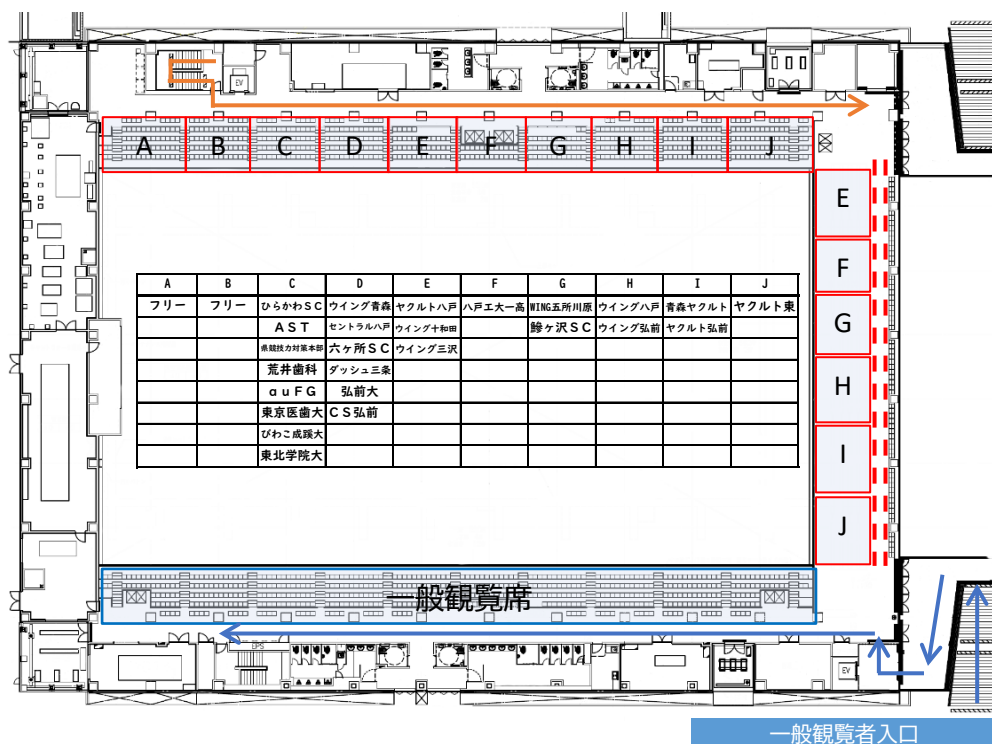 EV
A B C D E F G H I J
E
F
G
H
I
J
A B C D E F G H I J
フリー フリー ひらかわSC ウイング青森 ヤクルト八戸 八戸工大一高 WING五所川原 ウイング八戸 青森ヤクルト ヤクルト東
AST セントラル八戸 ウイング十和田 鰺ヶ沢SC ウイング弘前 ヤクルト弘前
県競技力対策本部 六ヶ所SC ウイング三沢
荒井歯科 ダッシュ三条
αuFG 弘前大
東京医歯大 CS弘前
びわこ成蹊大
東北学院大
一般観覧席
EPS
EV
一般観覧者入口